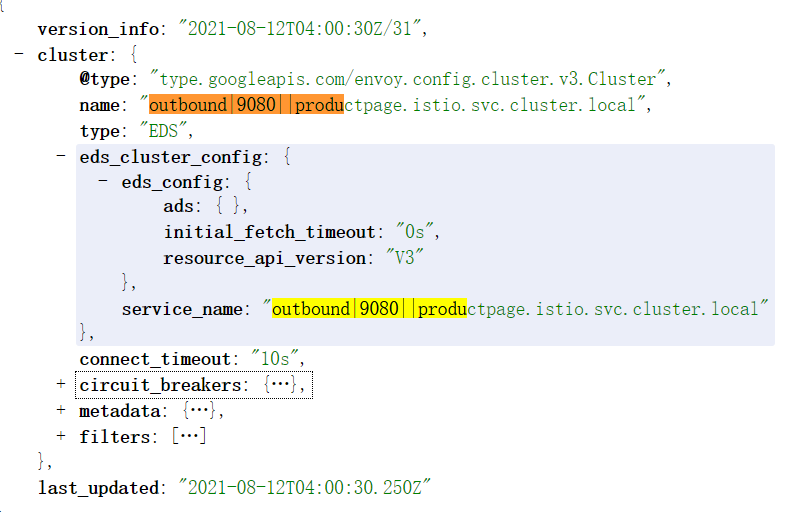 {
version_info: "2021-08-12T04:00:30Z/31",
- cluster: {
@type: "type.googleapis.com/envoy.config.cluster.v3.Cluster",
name: "outbound|9080||productpage.istio.svc.cluster.local",
type: "EDS",
- eds_cluster_config: {
- eds_config: {
ads: { },
initial_fetch_timeout: "0s",
resource_api_version: "V3"
},
service_name: "outbound|9080||productpage.istio.svc.cluster.local"
},
connect_timeout: "10s",
+ circuit_breakers: {…},
+ metadata: {…},
+ filters: […]
},
last_updated: "2021-08-12T04:00:30.250Z"